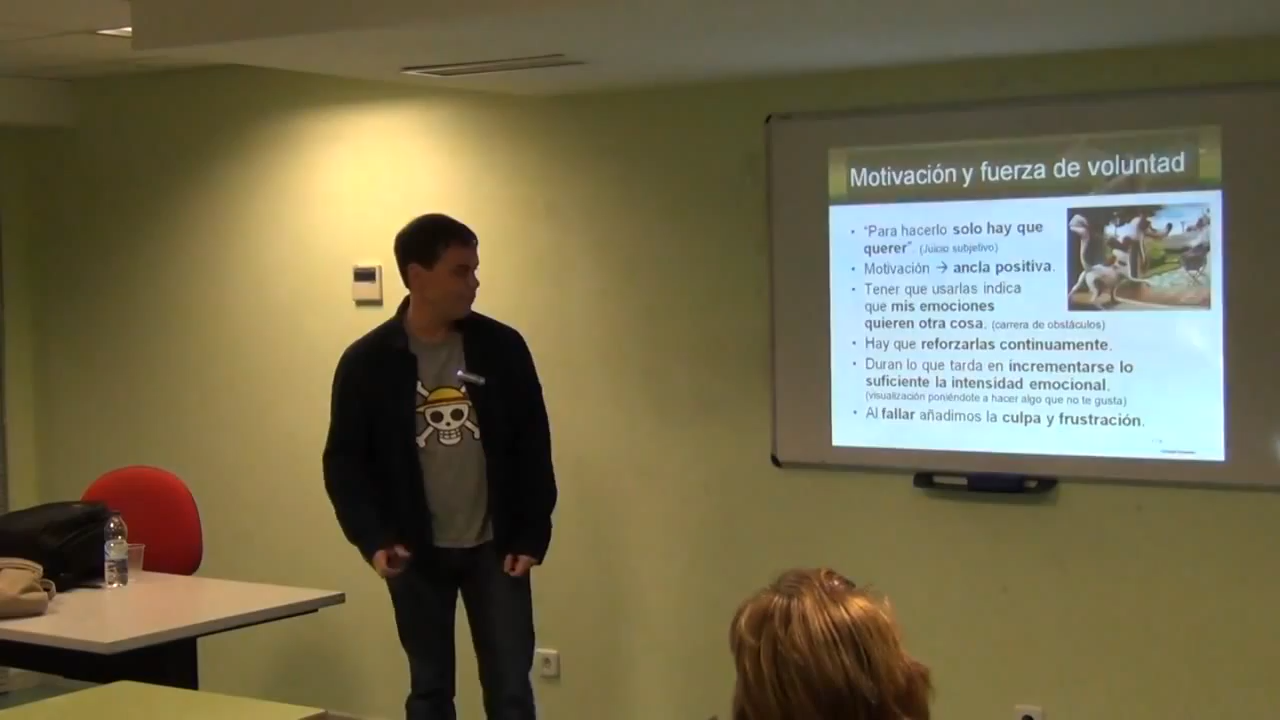 Motivación y fuerza de voluntad
• “Para hacerlo solo hay que
querer”. (Juicio subjetivo)
• Motivación → ancla positiva.
• Tener que usarlas indica
que mis emociones
quieren otra cosa. (carrera de obstáculos)
• Hay que reforzarlas continuamente.
• Duran lo que tarda en incrementarse lo
suficiente la intensidad emocional.
(visualización poniéndote a hacer algo que no te gusta)
• Al fallar añadimos la culpa y frustración.